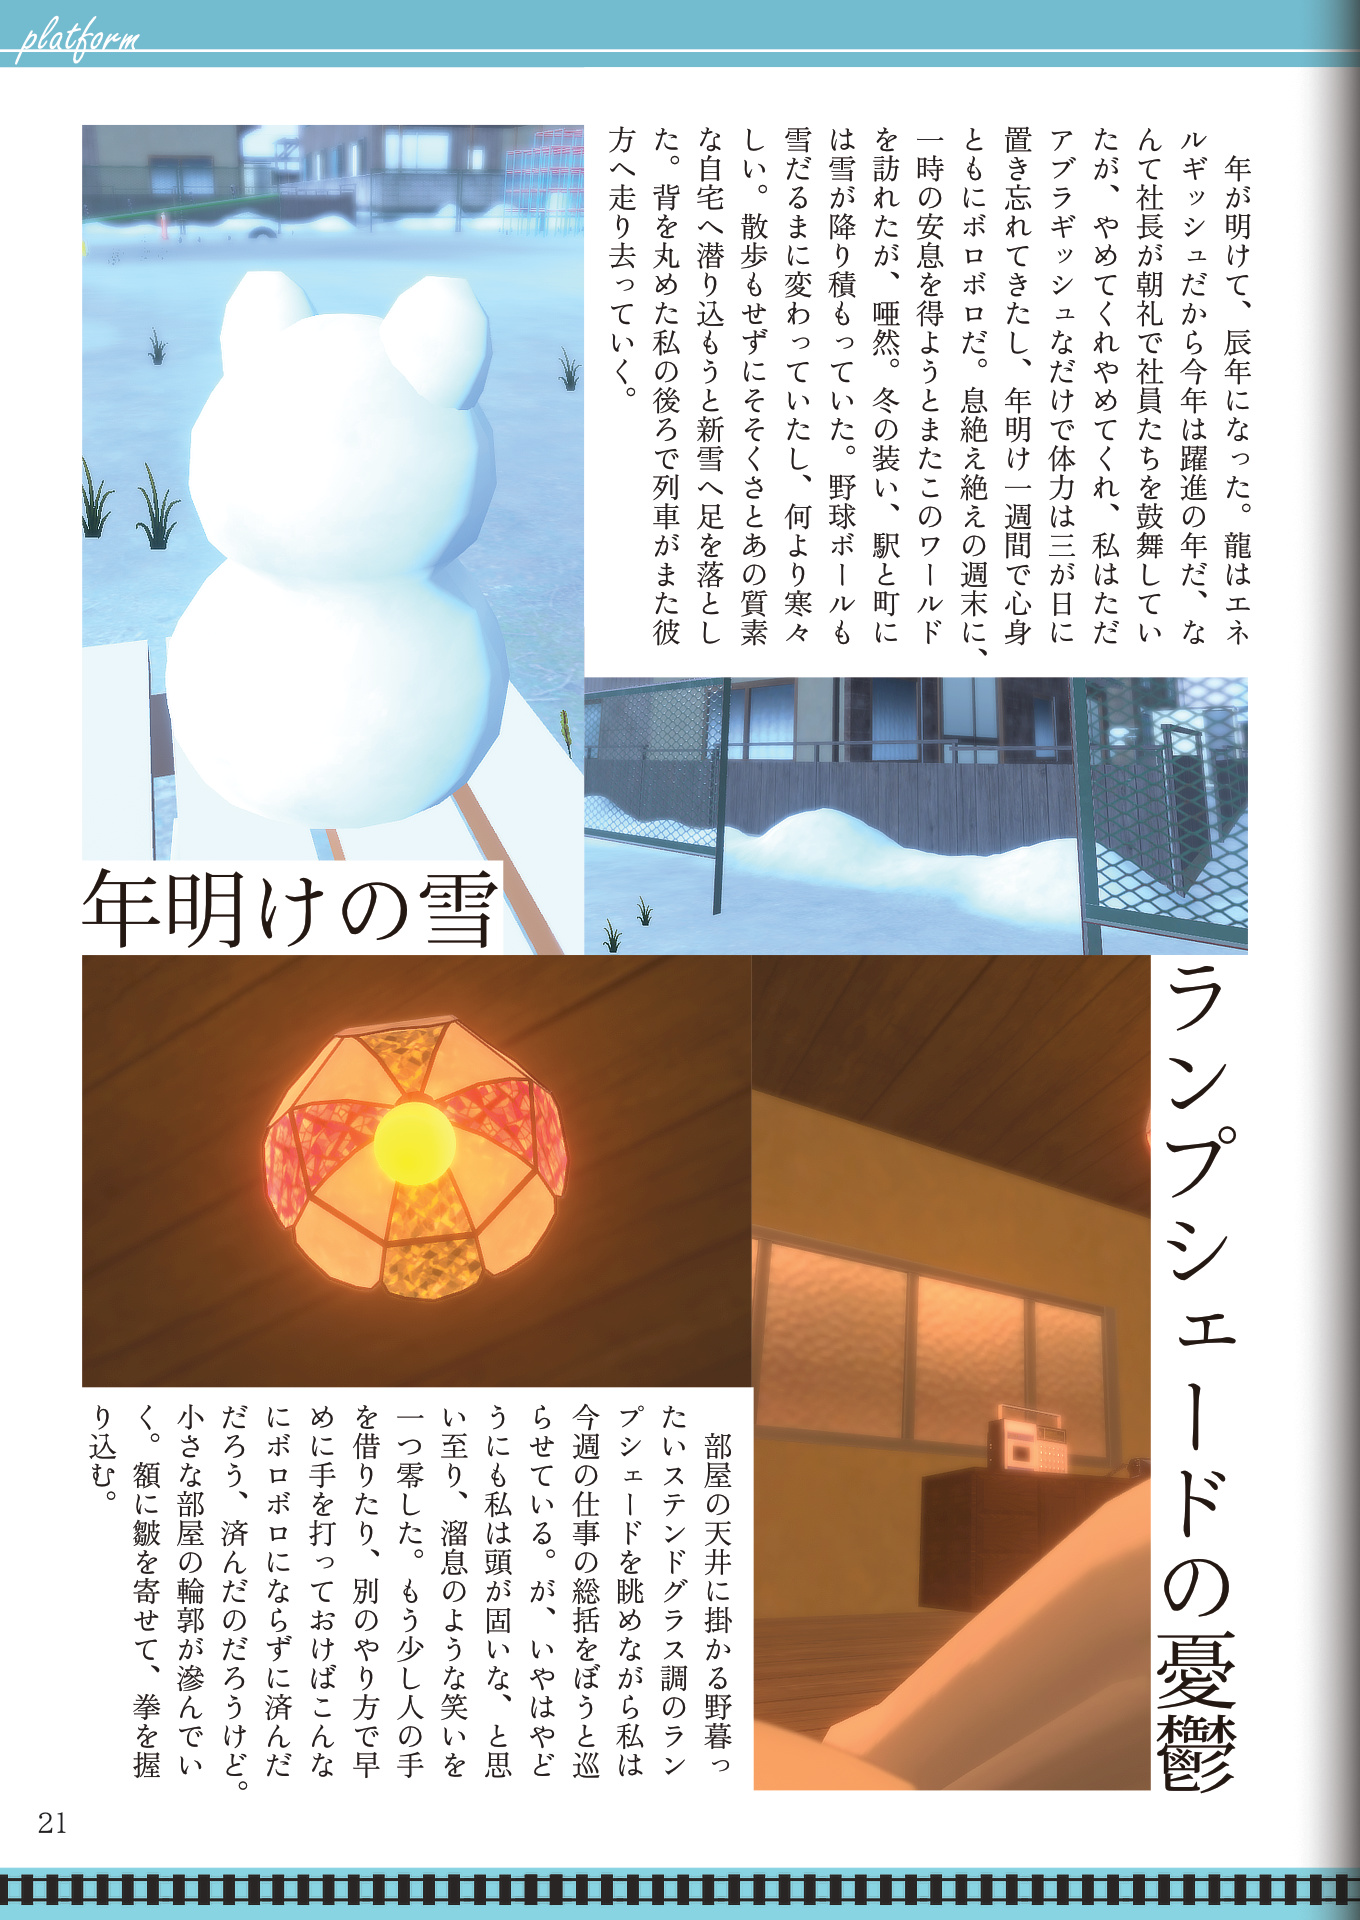 platform
　年が明けて、辰年になった。龍はエネ
ルギッシュだから今年は躍進の年だ、な
んて社長が朝礼で社員たちを鼓舞してい
たが、やめてくれやめてくれ、私はただ
アブラギッシュなだけで体力は三が日に
置き忘れてきたし、年明け一週間で心身
ともにボロボロだ。息絶え絶えの週末に、
一時の安息を得ようとまたこのワールド
を訪れたが、唖然。冬の装い、駅と町に
は雪が降り積もっていた。野球ボールも
雪だるまに変わっていたし、何より寒々
しい。散歩もせずにそそくさとあの質素
な自宅へ潜り込もうと新雪へ足を落とし
た。背を丸めた私の後ろで列車がまた彼
方へ走り去っていく。
年明けの雪
ランプシェードの憂鬱
　部屋の天井に掛かる野暮っ
たいステンドグラス調のラン
プシェードを眺めながら私は
今週の仕事の総括をぼうと巡
らせている。が、いやはやど
うにも私は頭が固いな、と思
い至り、溜息のような笑いを
一つ零した。もう少し人の手
を借りたり、別のやり方で早
めに手を打っておけばこんな
にボロボロにならずに済んだ
だろう、済んだのだろうけど。
小さな部屋の輪郭が滲んでい
く。額に皺を寄せて、拳を握
り込む。
21